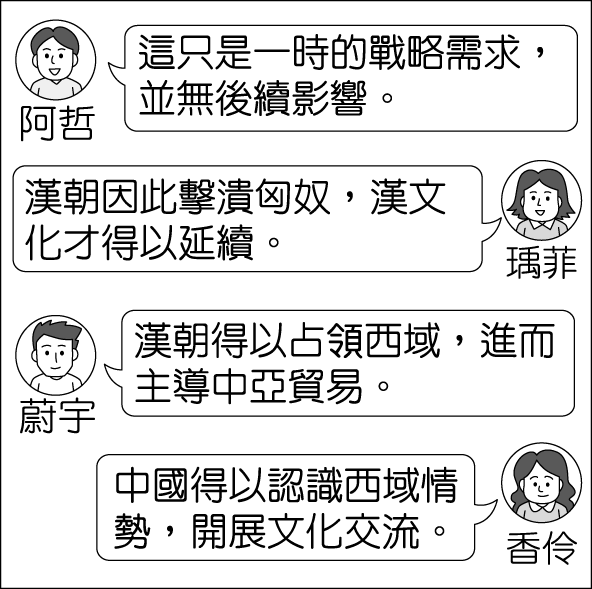 這只是一時的戰略需求，
並無後續影響。
阿哲
漢朝因此擊潰匈奴，漢文
化才得以延續。
瑀菲
漢朝得以占領西域，進而
主導中亞貿易。
蔚宇
中國得以認識西域情
勢，開展文化交流。
香伶